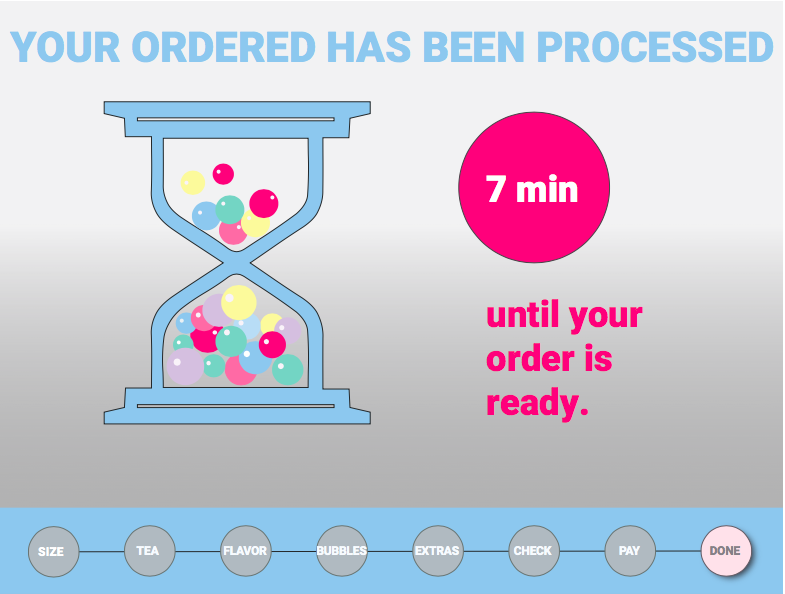 YOUR ORDERED HAS BEEN PROCESSED
7 min
until your
order is
ready.
SIZE
TEA
FLAVOR
BUBBLES
EXTRAS
CHECK
PAY
DONE